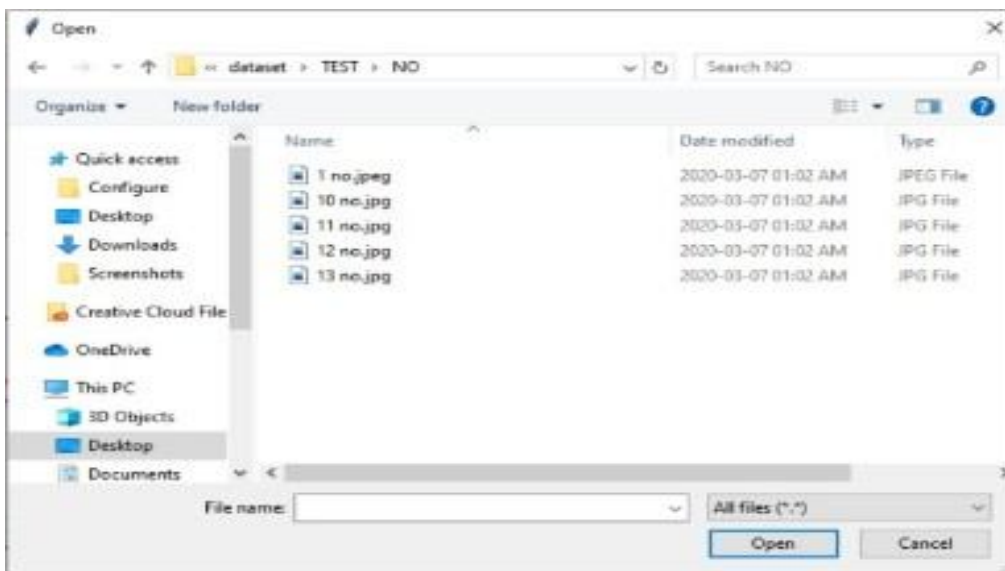 Open
« dataset › TEST › NO
Search NO
Organize
New folder
Name
Date modified
Type
Quick access
Configure
Desktop
Downloads
Screenshots
Creative Cloud File
OneDrive
This PC
3D Objects
Desktop
Documents
1 no.jpeg 2020-03-07 01:02 AM JPEG File
10 no.jpg 2020-03-07 01:02 AM JPG File
11 no.jpg 2020-03-07 01:02 AM JPG File
12 no.jpg 2020-03-07 01:02 AM JPG File
13 no.jpg 2020-03-07 01:02 AM JPG File
File name:
All files (*.*)
Open
Cancel